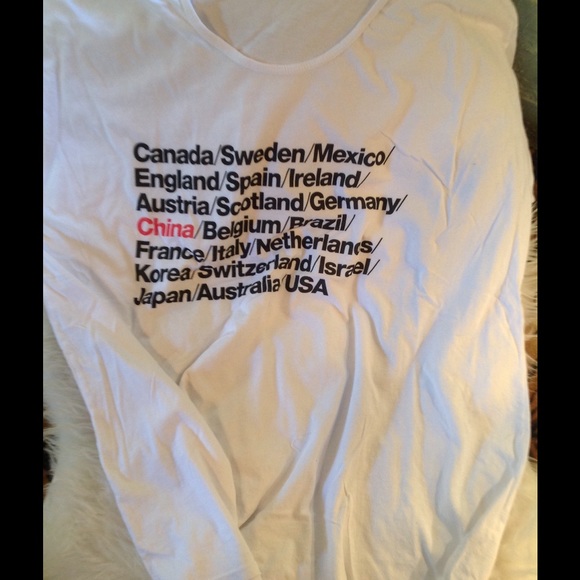 Canada/Sweden/Mexico/
England/Spain/Ireland/
Austria/Scotland/Germany/
China/Belgium/Brazil/
France/Italy/Netherlands/
Korea/Switzerland/Israel/
Japan/Australia/USA